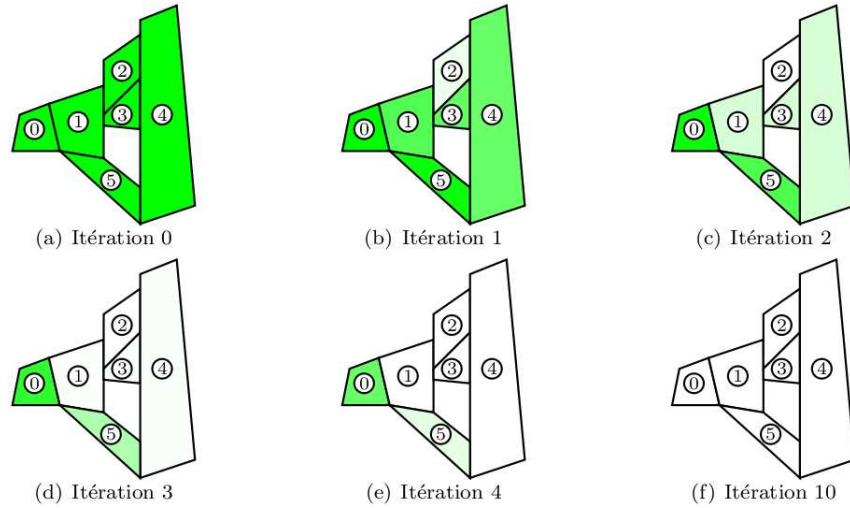 0 1 2 3 4 5
0 1 2 3 4 5
0 1 2 3 4 5
(a) Itération 0
(b) Itération 1
(c) Itération 2
0 1 2 3 4 5
0 1 2 3 4 5
0 1 2 3 4 5
(d) Itération 3
(e) Itération 4
(f) Itération 10